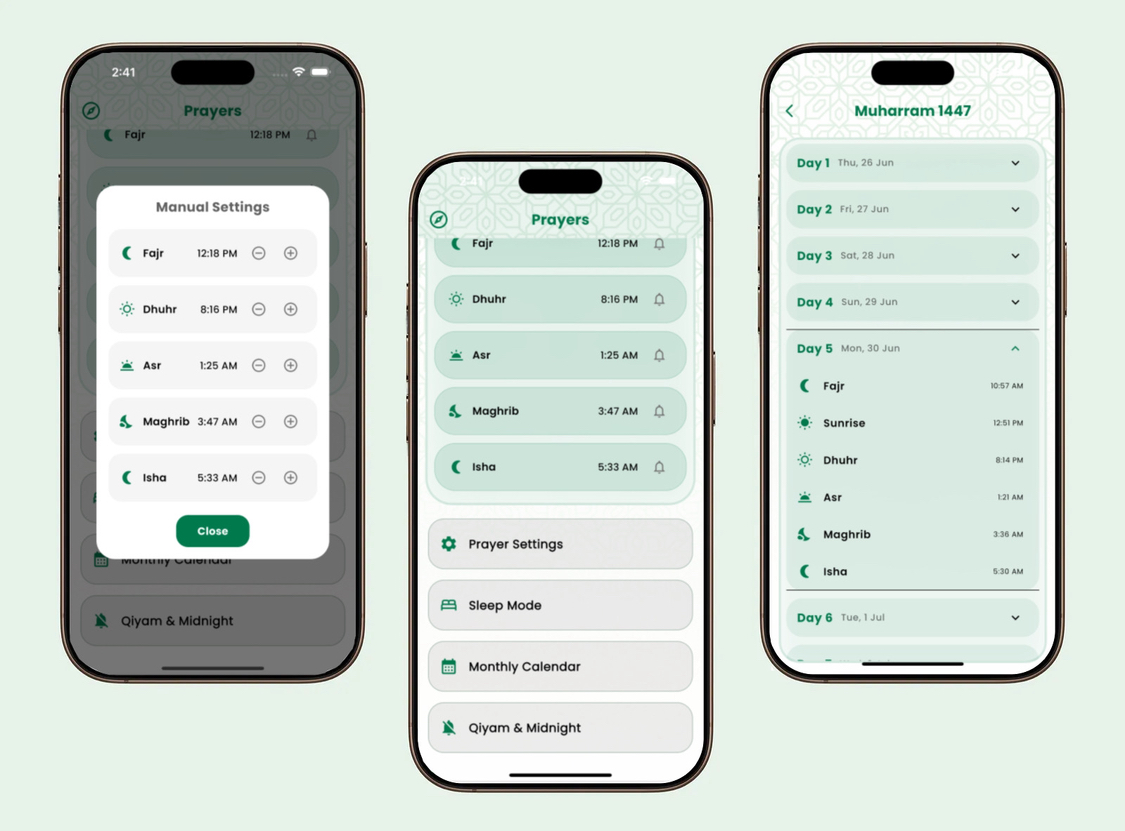 2:41
Prayers
Fajr 12:18 PM
Manual Settings
Fajr 12:18 PM
Dhuhr 8:16 PM
Asr 1:25 AM
Maghrib 3:47 AM
Isha 5:33 AM
Close
Monthly Calendar
Qiyam & Midnight
Prayers
Fajr 12:18 PM
Dhuhr 8:16 PM
Asr 1:25 AM
Maghrib 3:47 AM
Isha 5:33 AM
Prayer Settings
Sleep Mode
Monthly Calendar
Qiyam & Midnight
Muharram 1447
Day 1 Thu, 26 Jun
Day 2 Fri, 27 Jun
Day 3 Sat, 28 Jun
Day 4 Sun, 29 Jun
Day 5 Mon, 30 Jun
Fajr 10:57 AM
Sunrise 12:51 PM
Dhuhr 8:14 PM
Asr 1:21 AM
Maghrib 3:36 AM
Isha 5:30 AM
Day 6 Tue, 1 Jul